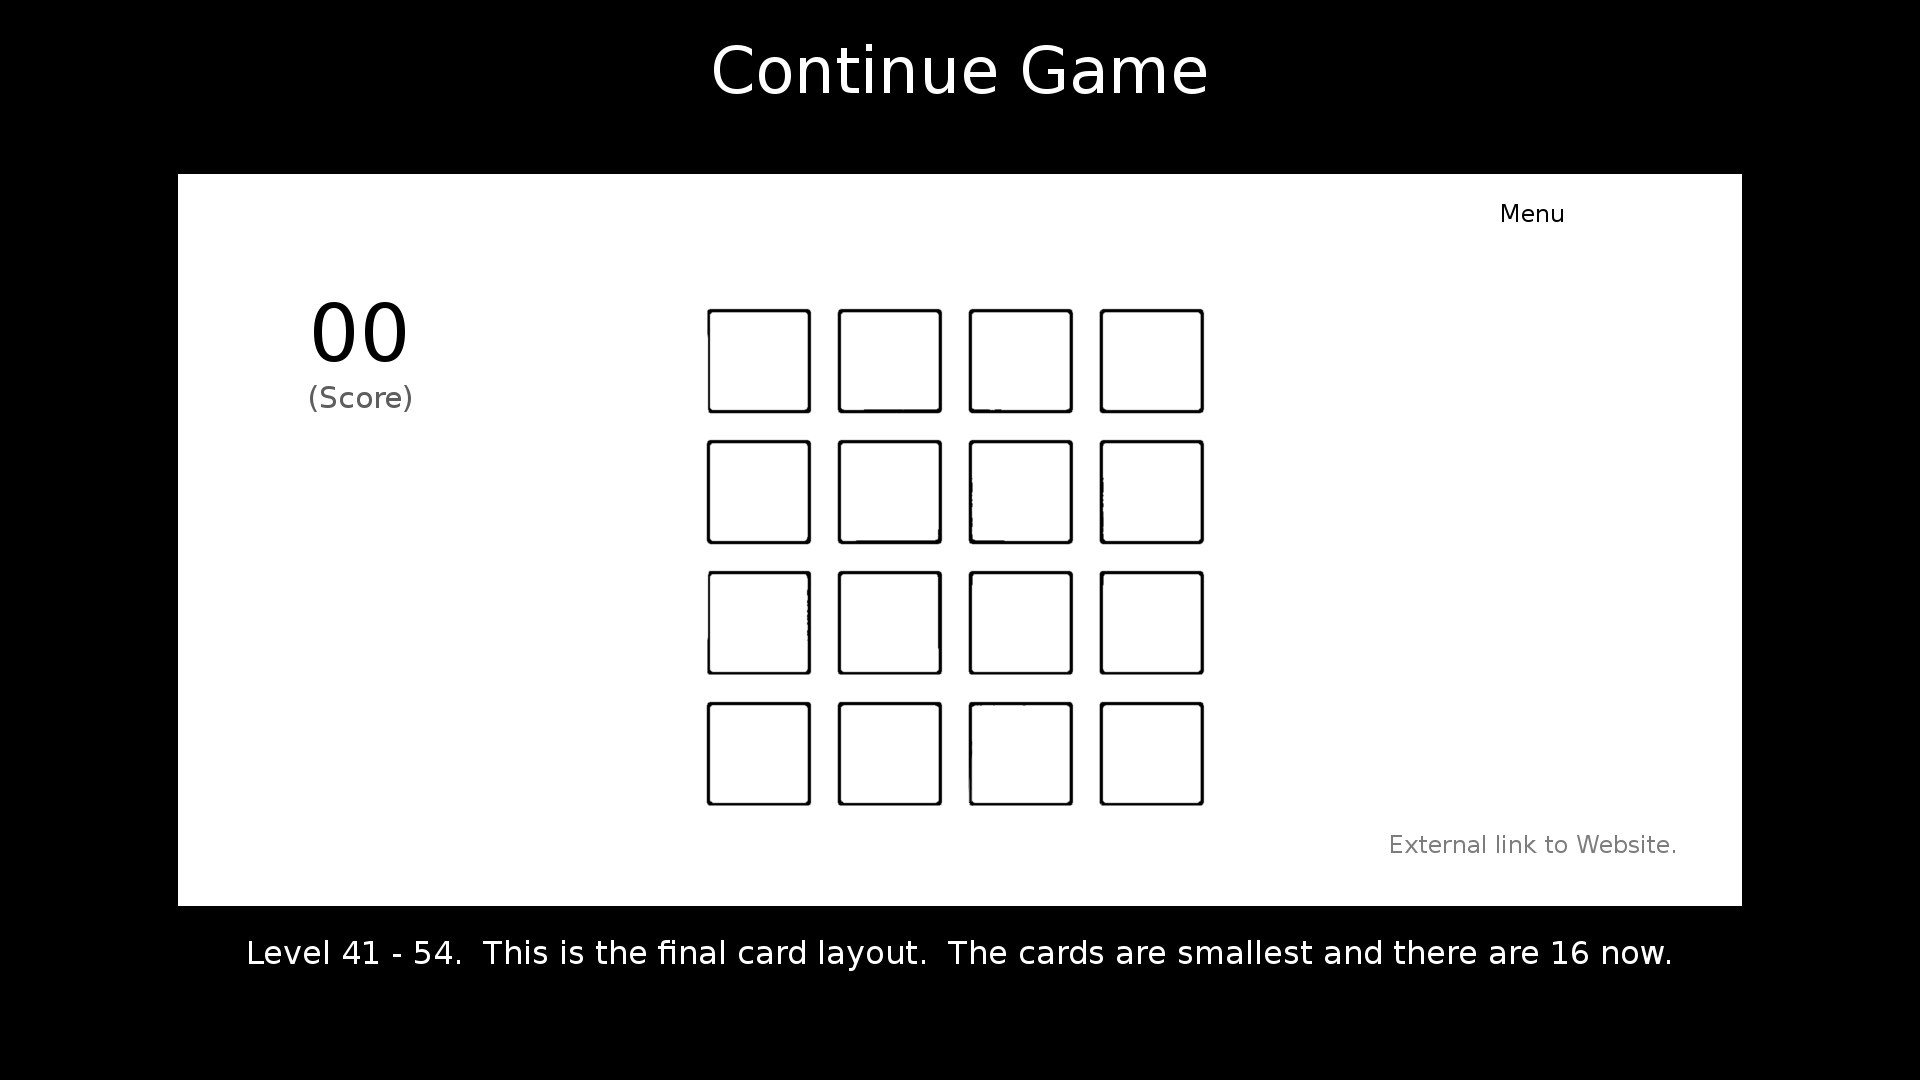 Continue Game
Menu
00
(Score)
External link to Website.
Level 41 - 54.  This is the final card layout.  The cards are smallest and there are 16 now.